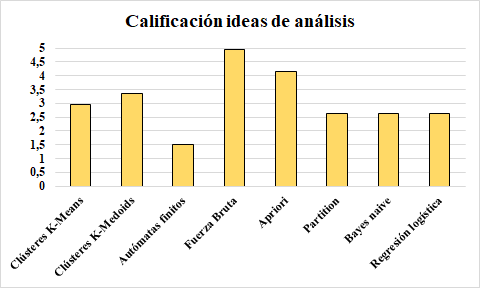 Calificación ideas de análisis
5
4,5
4
3,5
3
2,5
2
1,5
1
0,5
0
Clústeres K-Means
Clústeres K-Medoids
Autómatas finitos
Fuerza Bruta
Apriori
Partition
Bayes naive
Regresión logística